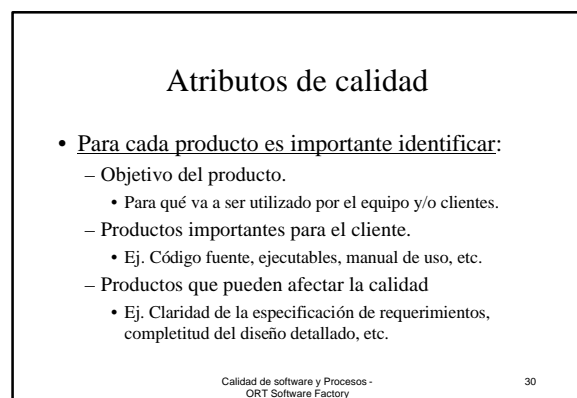 Atributos de calidad
• Para cada producto es importante identificar:
– Objetivo del producto.
• Para qué va a ser utilizado por el equipo y/o clientes.
– Productos importantes para el cliente.
• Ej. Código fuente, ejecutables, manual de uso, etc.
– Productos que pueden afectar la calidad
• Ej. Claridad de la especificación de requerimientos,
completitud del diseño detallado, etc.
Calidad de software y Procesos -
ORT Software Factory
30